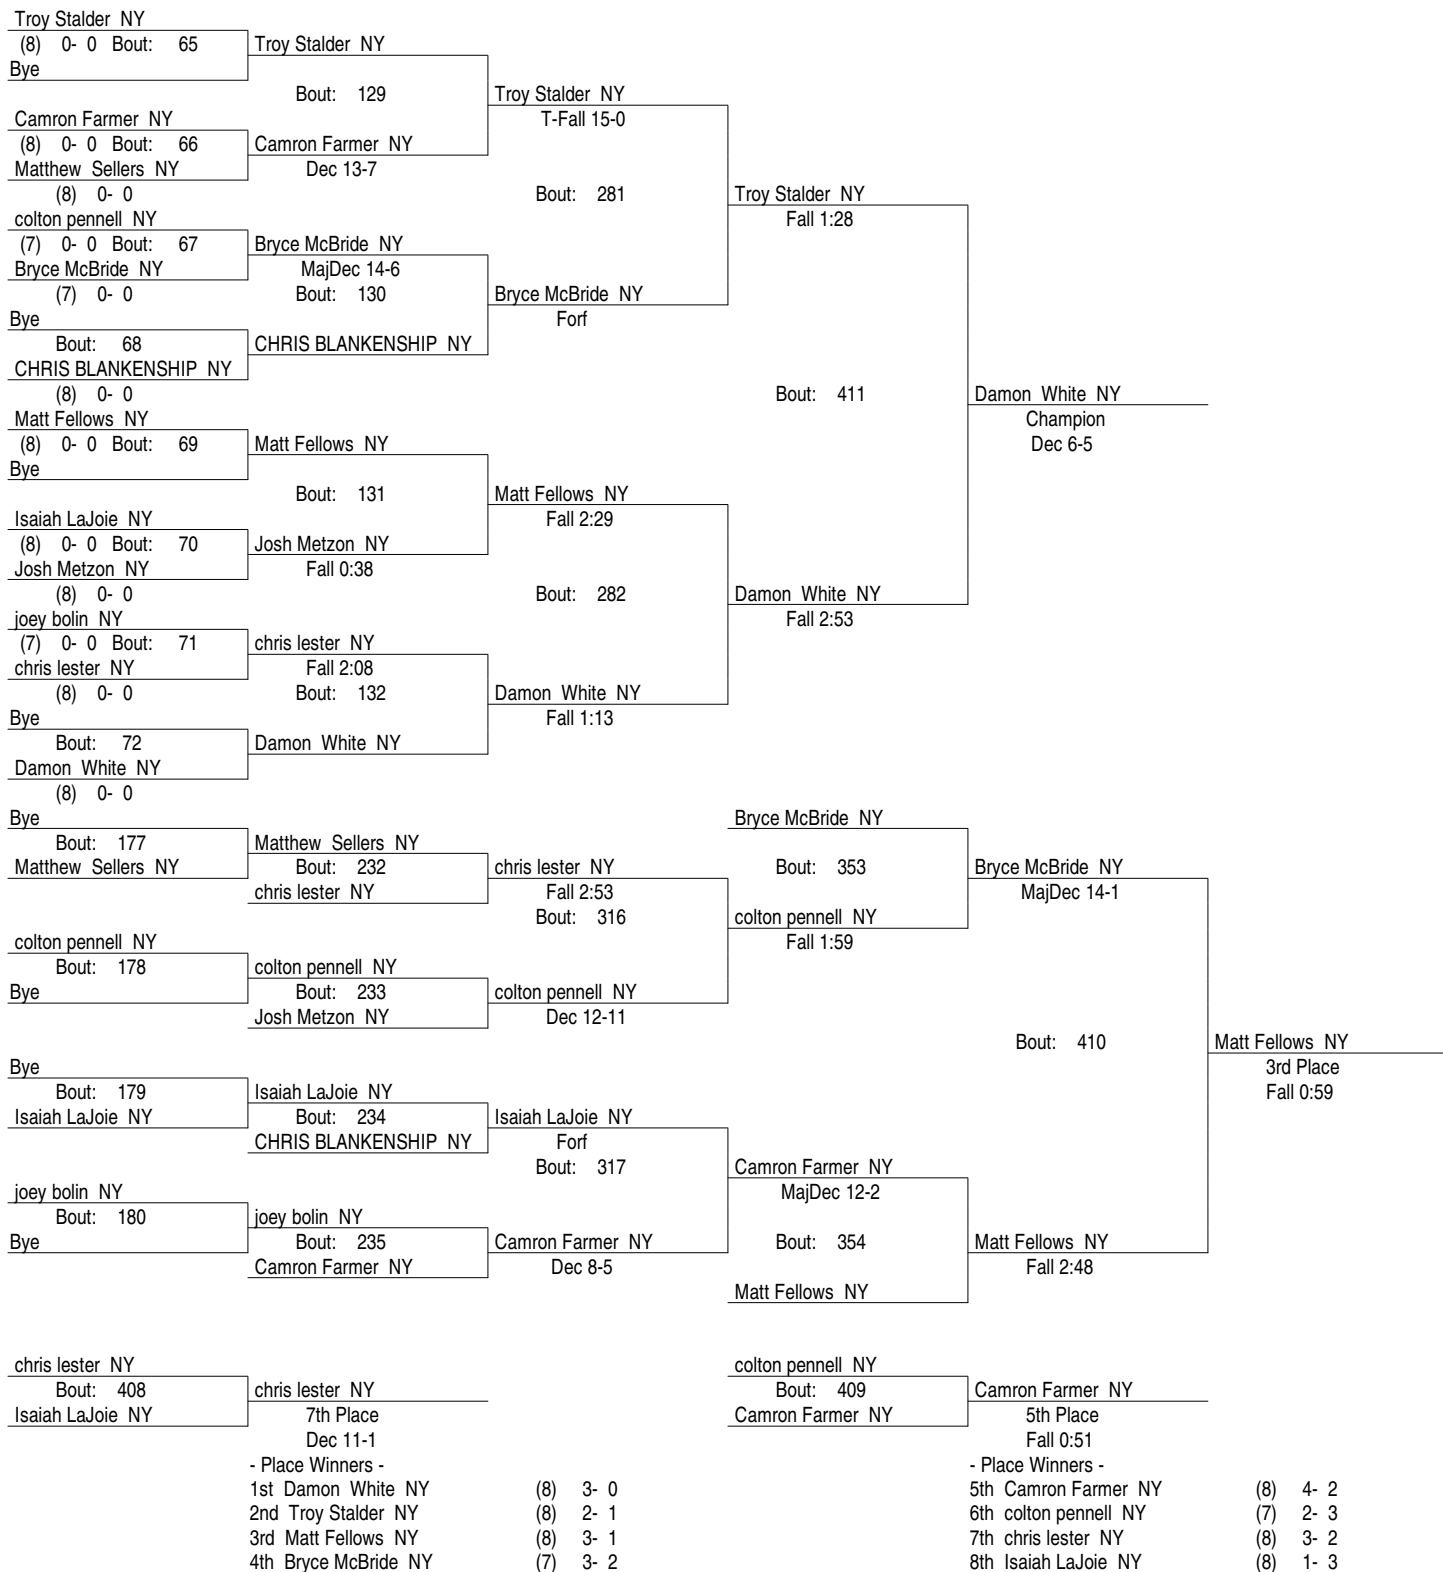 Troy Stalder NY
(8) 0- 0 Bout: 65 Troy Stalder NY
Bye
Bout: 129 Troy Stalder NY
Camron Farmer NY T-Fall 15-0
(8) 0- 0 Bout: 66 Camron Farmer NY
Matthew Sellers NY Dec 13-7
(8) 0- 0 Bout: 281 Troy Stalder NY
colton pennell NY Fall 1:28
(7) 0- 0 Bout: 67 Bryce McBride NY
Bryce McBride NY MajDec 14-6
(7) 0- 0 Bout: 130 Bryce McBride NY
Bye Forf
Bout: 68 CHRIS BLANKENSHIP NY
CHRIS BLANKENSHIP NY
(8) 0- 0 Bout: 411 Damon White NY
Matt Fellows NY Champion
(8) 0- 0 Bout: 69 Matt Fellows NY Dec 6-5
Bye
Bout: 131 Matt Fellows NY
Isaiah LaJoie NY Fall 2:29
(8) 0- 0 Bout: 70 Josh Metzon NY
Josh Metzon NY Fall 0:38
(8) 0- 0 Bout: 282 Damon White NY
joey bolin NY Fall 2:53
(7) 0- 0 Bout: 71 chris lester NY
chris lester NY Fall 2:08
(8) 0- 0 Bout: 132 Damon White NY
Bye Fall 1:13
Bout: 72 Damon White NY
Damon White NY
(8) 0- 0
Bye Bryce McBride NY
Bout: 177 Matthew Sellers NY
Matthew Sellers NY Bout: 232 chris lester NY Bout: 353 Bryce McBride NY
chris lester NY Fall 2:53 MajDec 14-1
Bout: 316 colton pennell NY
colton pennell NY Fall 1:59
Bout: 178 colton pennell NY
Bye Bout: 233 colton pennell NY
Josh Metzon NY Dec 12-11
Bout: 410 Matt Fellows NY
Bye 3rd Place
Bout: 179 Isaiah LaJoie NY Fall 0:59
Isaiah LaJoie NY Bout: 234 Isaiah LaJoie NY
CHRIS BLANKENSHIP NY Forf
Bout: 317 Camron Farmer NY
joey bolin NY MajDec 12-2
Bout: 180 joey bolin NY
Bye Bout: 235 Camron Farmer NY Bout: 354 Matt Fellows NY
Camron Farmer NY Dec 8-5 Fall 2:48
Matt Fellows NY
chris lester NY colton pennell NY
Bout: 408 chris lester NY Bout: 409 Camron Farmer NY
Isaiah LaJoie NY 7th Place Camron Farmer NY 5th Place
Dec 11-1 Fall 0:51
- Place Winners - - Place Winners -
1st Damon White NY (8) 3- 0 5th Camron Farmer NY (8) 4- 2
2nd Troy Stalder NY (8) 2- 1 6th colton pennell NY (7) 2- 3
3rd Matt Fellows NY (8) 3- 1 7th chris lester NY (8) 3- 2
4th Bryce McBride NY (7) 3- 2 8th Isaiah LaJoie NY (8) 1- 3